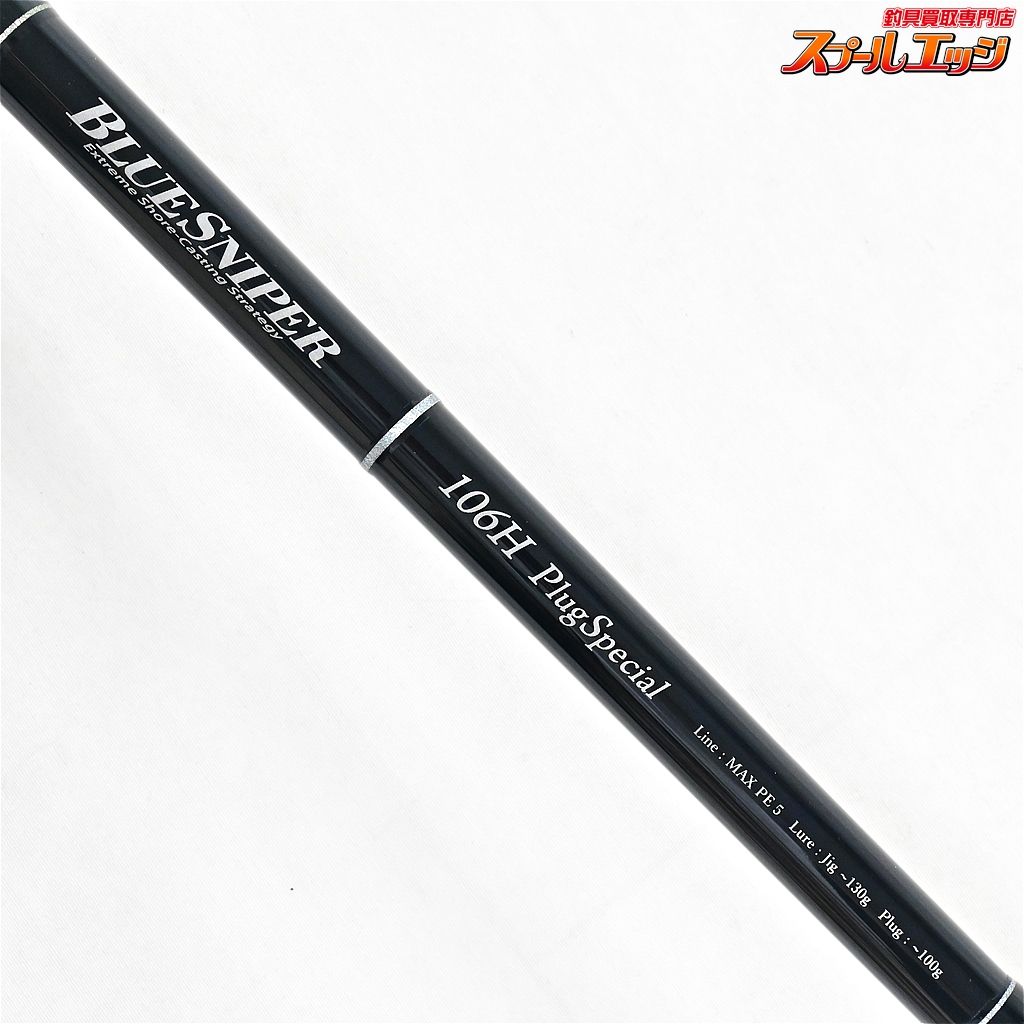 釣具買取専門店
スプールエッジ
BLUESNIPER
Extreme Shore-Casting Strategy
106H PlugSpecial
Line : MAX PE 5 Lure : Jig ~130g Plug : ~100g